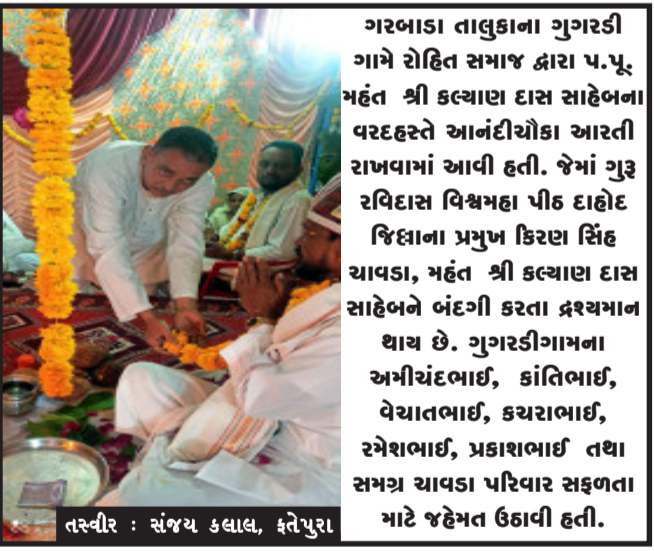 ગરબાડા તાલુકાના ગુગરડી
ગામે રોહિત સમાજ દ્વારા પ.પૂ.
મહંત શ્રી કલ્યાણ દાસ સાહેબના
વરદહસ્તે આનંદીચૌકા આરતી
રાખવામાં આવી હતી. જેમાં ગુરૂ
રવિદાસ વિશ્વમહા પીઠ દાહોદ
જિલ્લાના પ્રમુખ કિરણ સિંહ
ચાવડા, મહંત શ્રી કલ્યાણ દાસ
સાહેબને બંદગી કરતા દ્રશ્યમાન
થાય છે. ગુગરડીગામના
અમીચંદભાઈ, કાંતિભાઈ,
વેચાતભાઈ, કચરાભાઈ,
રમેશભાઈ, પ્રકાશભાઈ તથા
સમગ્ર ચાવડા પરિવાર સફળતા
માટે જહેમત ઉઠાવી હતી.
તસ્વીર : સંજય કલાલ, ફતેપુરા